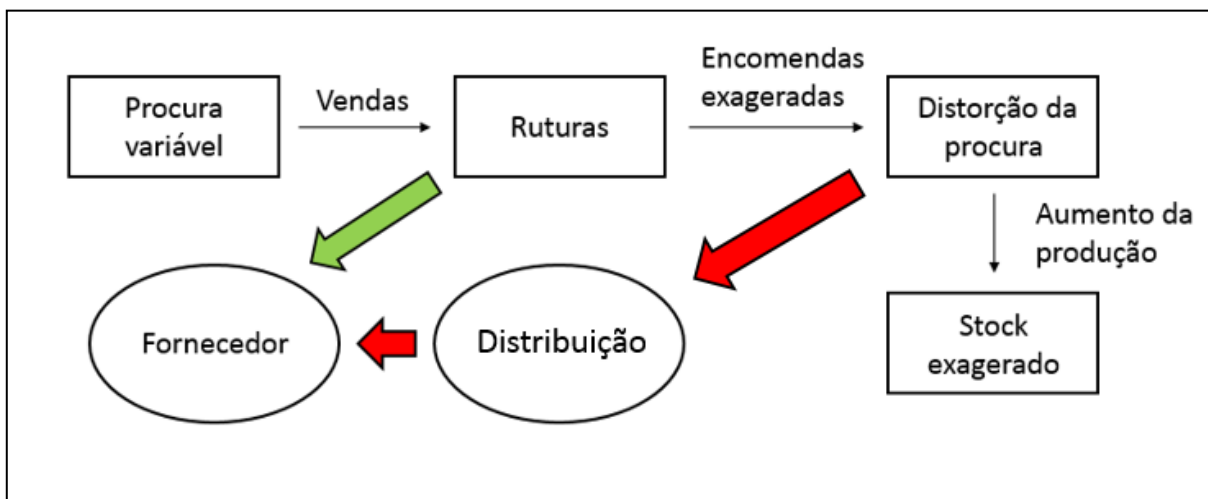 Procura
variável
Vendas
Ruturas
Encomendas
exageradas
Distorção da
procura
Aumento da
produção
Fornecedor
Distribuição
Stock
exagerado